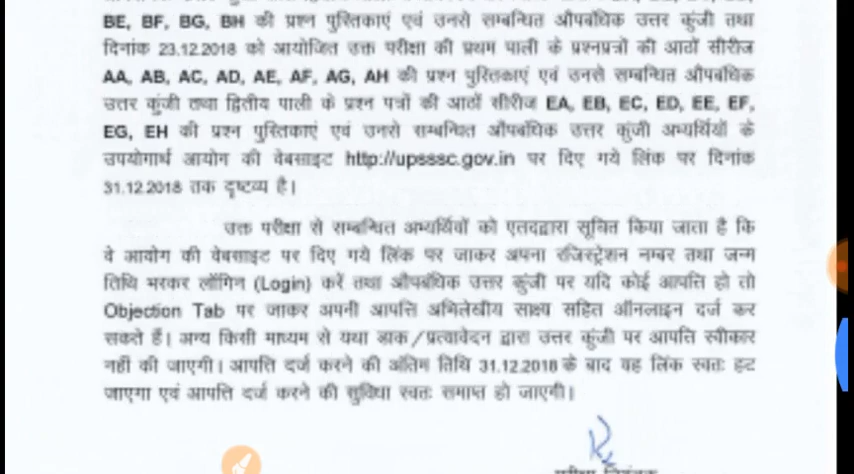 BE, BF, BG, BH की प्रश्न पुस्तिकाएं एवं उनसे सम्बन्धित औपबंधिक उत्तर कुंजी तथा
दिनांक 23.12.2018 को आयोजित उक्त परीक्षा की प्रथम पाली के प्रश्नपत्रों की आठों सीरीज
AA, AB, AC, AD, AE, AF, AG, AH की प्रश्न पुस्तिकाएं एवं उनसे सम्बन्धित औपबंधिक
उत्तर कुंजी तथा द्वितीय पाली के प्रश्न पत्रों की आठों सीरीज EA, EB, EC, ED, EE, EF,
EG, EH की प्रश्न पुस्तिकाएं एवं उनसे सम्बन्धित औपबंधिक उत्तर कुंजी अभ्यर्थियों के
उपयोगार्थ आयोग की वेबसाइट http://upsssc.gov.in पर दिए गये लिंक पर दिनांक
31.12.2018 तक दृष्टव्य है।
उक्त परीक्षा से सम्बन्धित अभ्यर्थियों को एतदद्वारा सूचित किया जाता है कि
वे आयोग की वेबसाइट पर दिए गये लिंक पर जाकर अपना रजिस्ट्रेशन नम्बर तथा जन्म
तिथि भरकर लॉगिन (Login) करें तथा औपबंधिक उत्तर कुंजी पर यदि कोई आपत्ति हो तो
Objection Tab पर जाकर अपनी आपत्ति अभिलेखीय साक्ष्य सहित ऑनलाइन दर्ज कर
सकते हैं। अन्य किसी माध्यम से यथा डाक/प्रत्यावेदन द्वारा उत्तर कुंजी पर आपत्ति स्वीकार
नहीं की जाएगी। आपत्ति दर्ज करने की अंतिम तिथि 31.12.2018 के बाद यह लिंक स्वतः हट
जाएगा एवं आपत्ति दर्ज करने की सुविधा स्वतः समाप्त हो जाएगी।